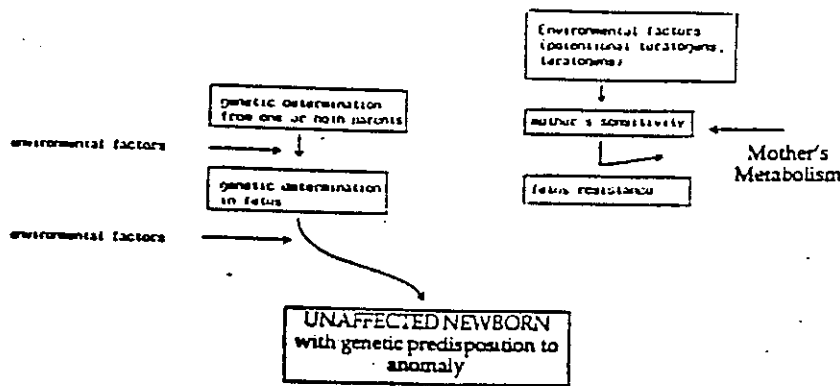 Environmental factors
(potentional teratogens,
teratogens)
genetic determination
from one or both parents
mother's sensitivity
environmental factors
Mother's
Metabolism
genetic determination
in fetus
fetus resistance
environmental factors
UNAFFECTED NEWBORN
with genetic predisposition to
anomaly